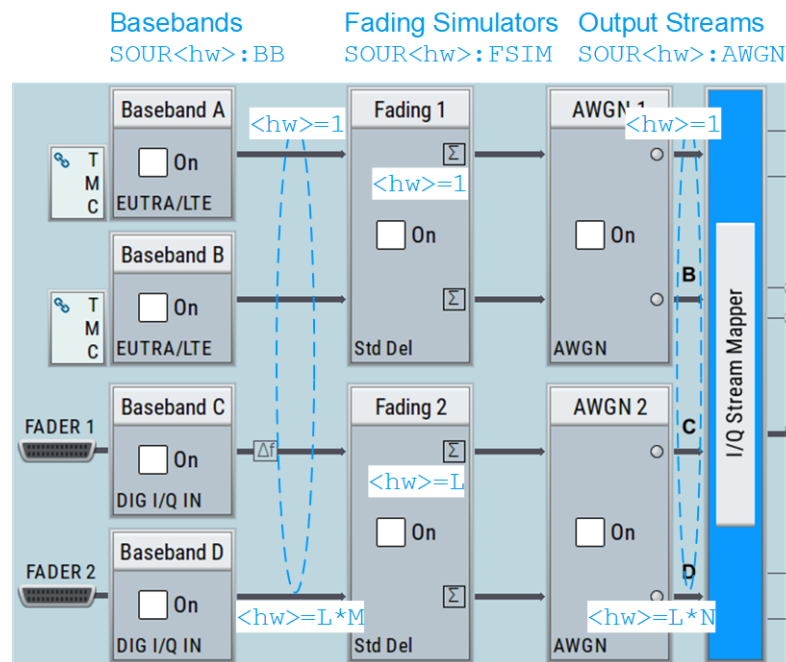 Basebands
SOUR<hw>:BB
Fading Simulators
SOUR<hw>:FSIM
Output Streams
SOUR<hw>:AWGN
Baseband A
On
EUTRA/LTE
T
M
C
<hw>=1
Fading 1
Σ
<hw>=1
On
Σ
Std Del
AWGN 1
<hw>=1
On
AWGN
B
Baseband B
On
EUTRA/LTE
T
M
C
I/Q Stream Mapper
FADER 1
Baseband C
On
DIG I/Q IN
Δf
Fading 2
Σ
<hw>=L
On
Σ
Std Del
AWGN 2
C
On
D
<hw>=L*N
AWGN
FADER 2
Baseband D
On
DIG I/Q IN
<hw>=L*M